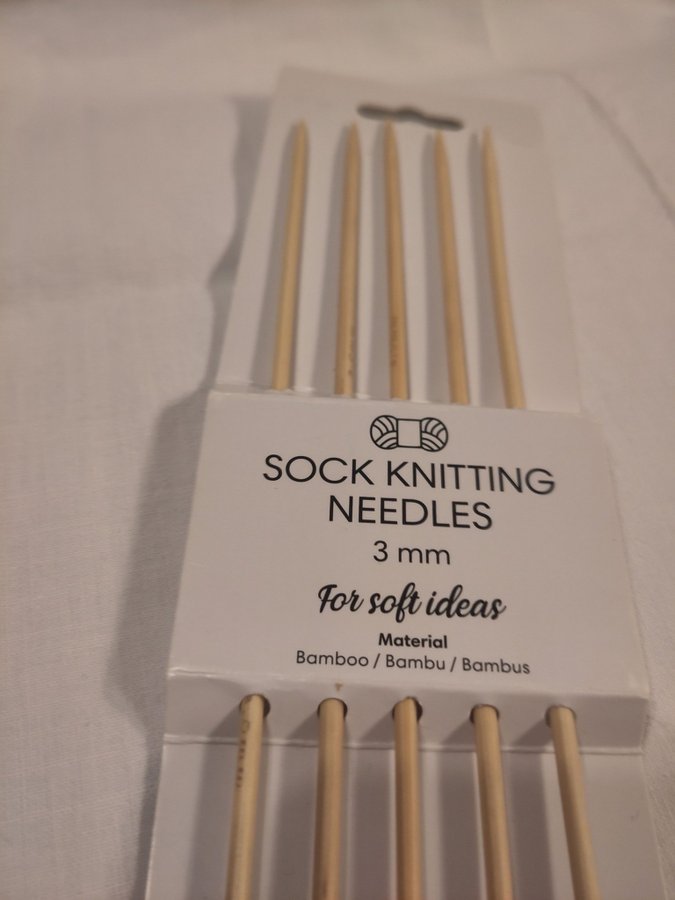 SOCK KNITTING
NEEDLES
3 mm
For soft ideas
Material
Bamboo / Bambu / Bambus